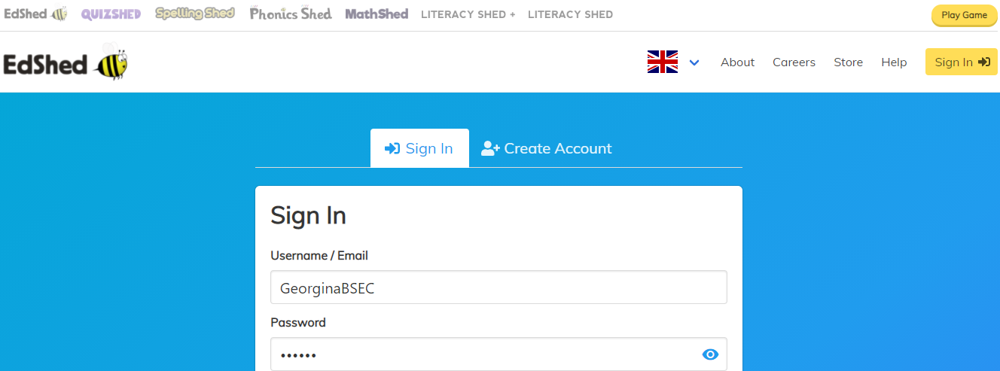 EdShed QUIZSHED Spelling Shed Phonics Shed MathShed LITERACY SHED + LITERACY SHED Play Game
EdShed About Careers Store Help Sign In
Sign In Create Account
Sign In
Username / Email
GeorginaBSEC
Password
••••••